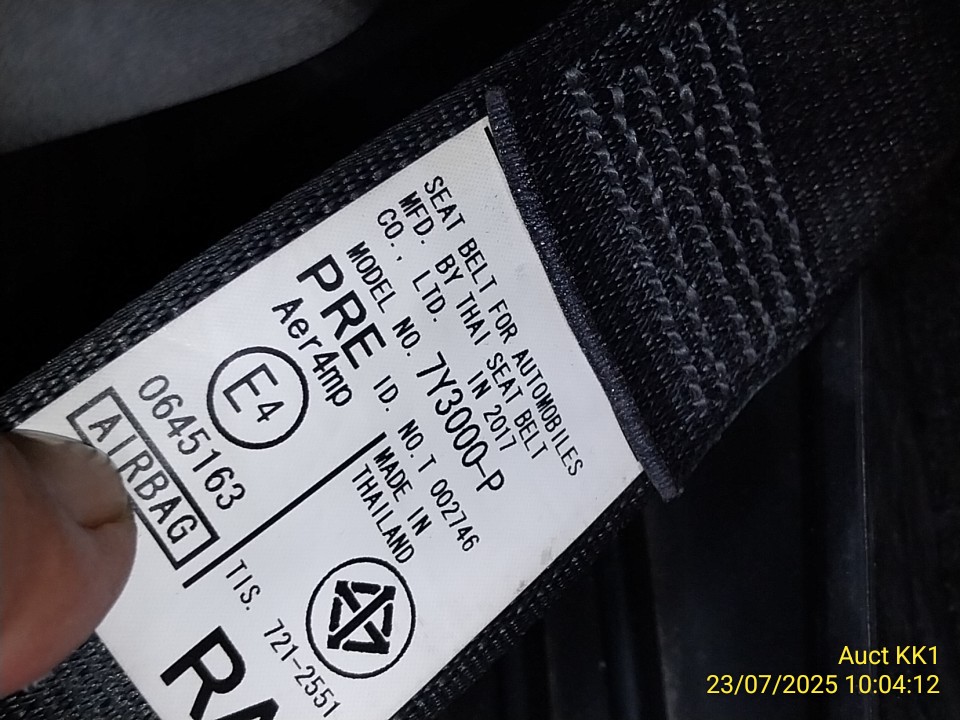 SEAT BELT FOR AUTOMOBILES
MFD. BY THAI SEAT BELT
CO., LTD. IN 2017
MODEL NO. 7Y3000-P
PRE ID. NO. T 002746
Aer4mp
MADE IN
THAILAND
E4
0645163
AIRBAG
TIS. 721-2551
RA
Auct KK1
23/07/2025 10:04:12